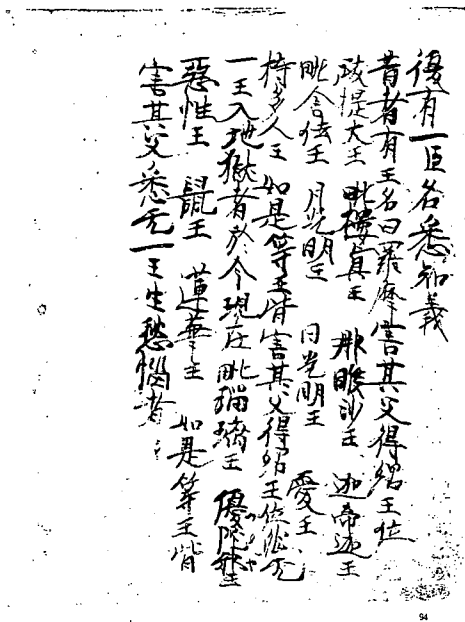 復有一臣名悉知義
昔者有王名曰羅摩害其父得紹王位
跋提大王 毗樓真王 那睺沙王 迦帝迦王
毗舍佉王 月光明王 日光明王 愛王
持多人王 如是等王皆害其父得紹王位然无
一王入地獄者於今現在毗瑠璃王 優陀邪王
惡性王 鼠王 蓮華王 如是等王皆
害其父悉无一王生愁惱者
94